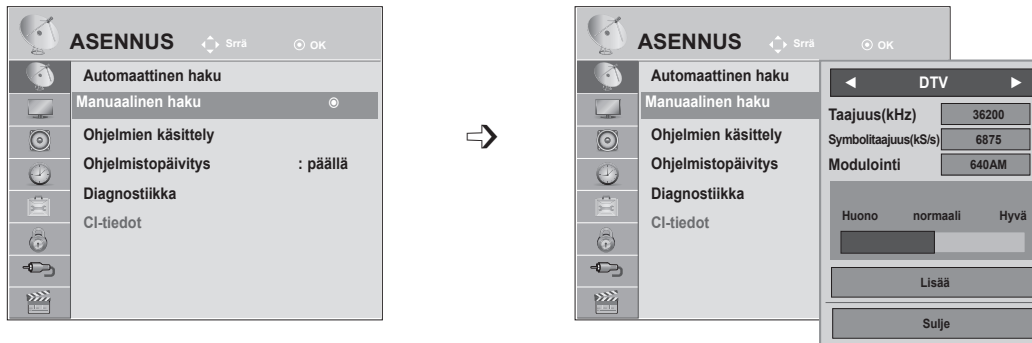 ASENNUS Srrä OK
Automaattinen haku
Manuaalinen haku
Ohjelmien käsittely
Ohjelmistopäivitys : päällä
Diagnostiikka
CI-tiedot
ASENNUS Srrä OK
Automaattinen haku
Manuaalinen haku
Ohjelmien käsittely
Ohjelmistopäivitys
Diagnostiikka
CI-tiedot
DTV
Taajuus(kHz) 36200
Symbolitaajuus(kS/s) 6875
Modulointi 640AM
Huono normaali Hyvä
Lisää
Sulje